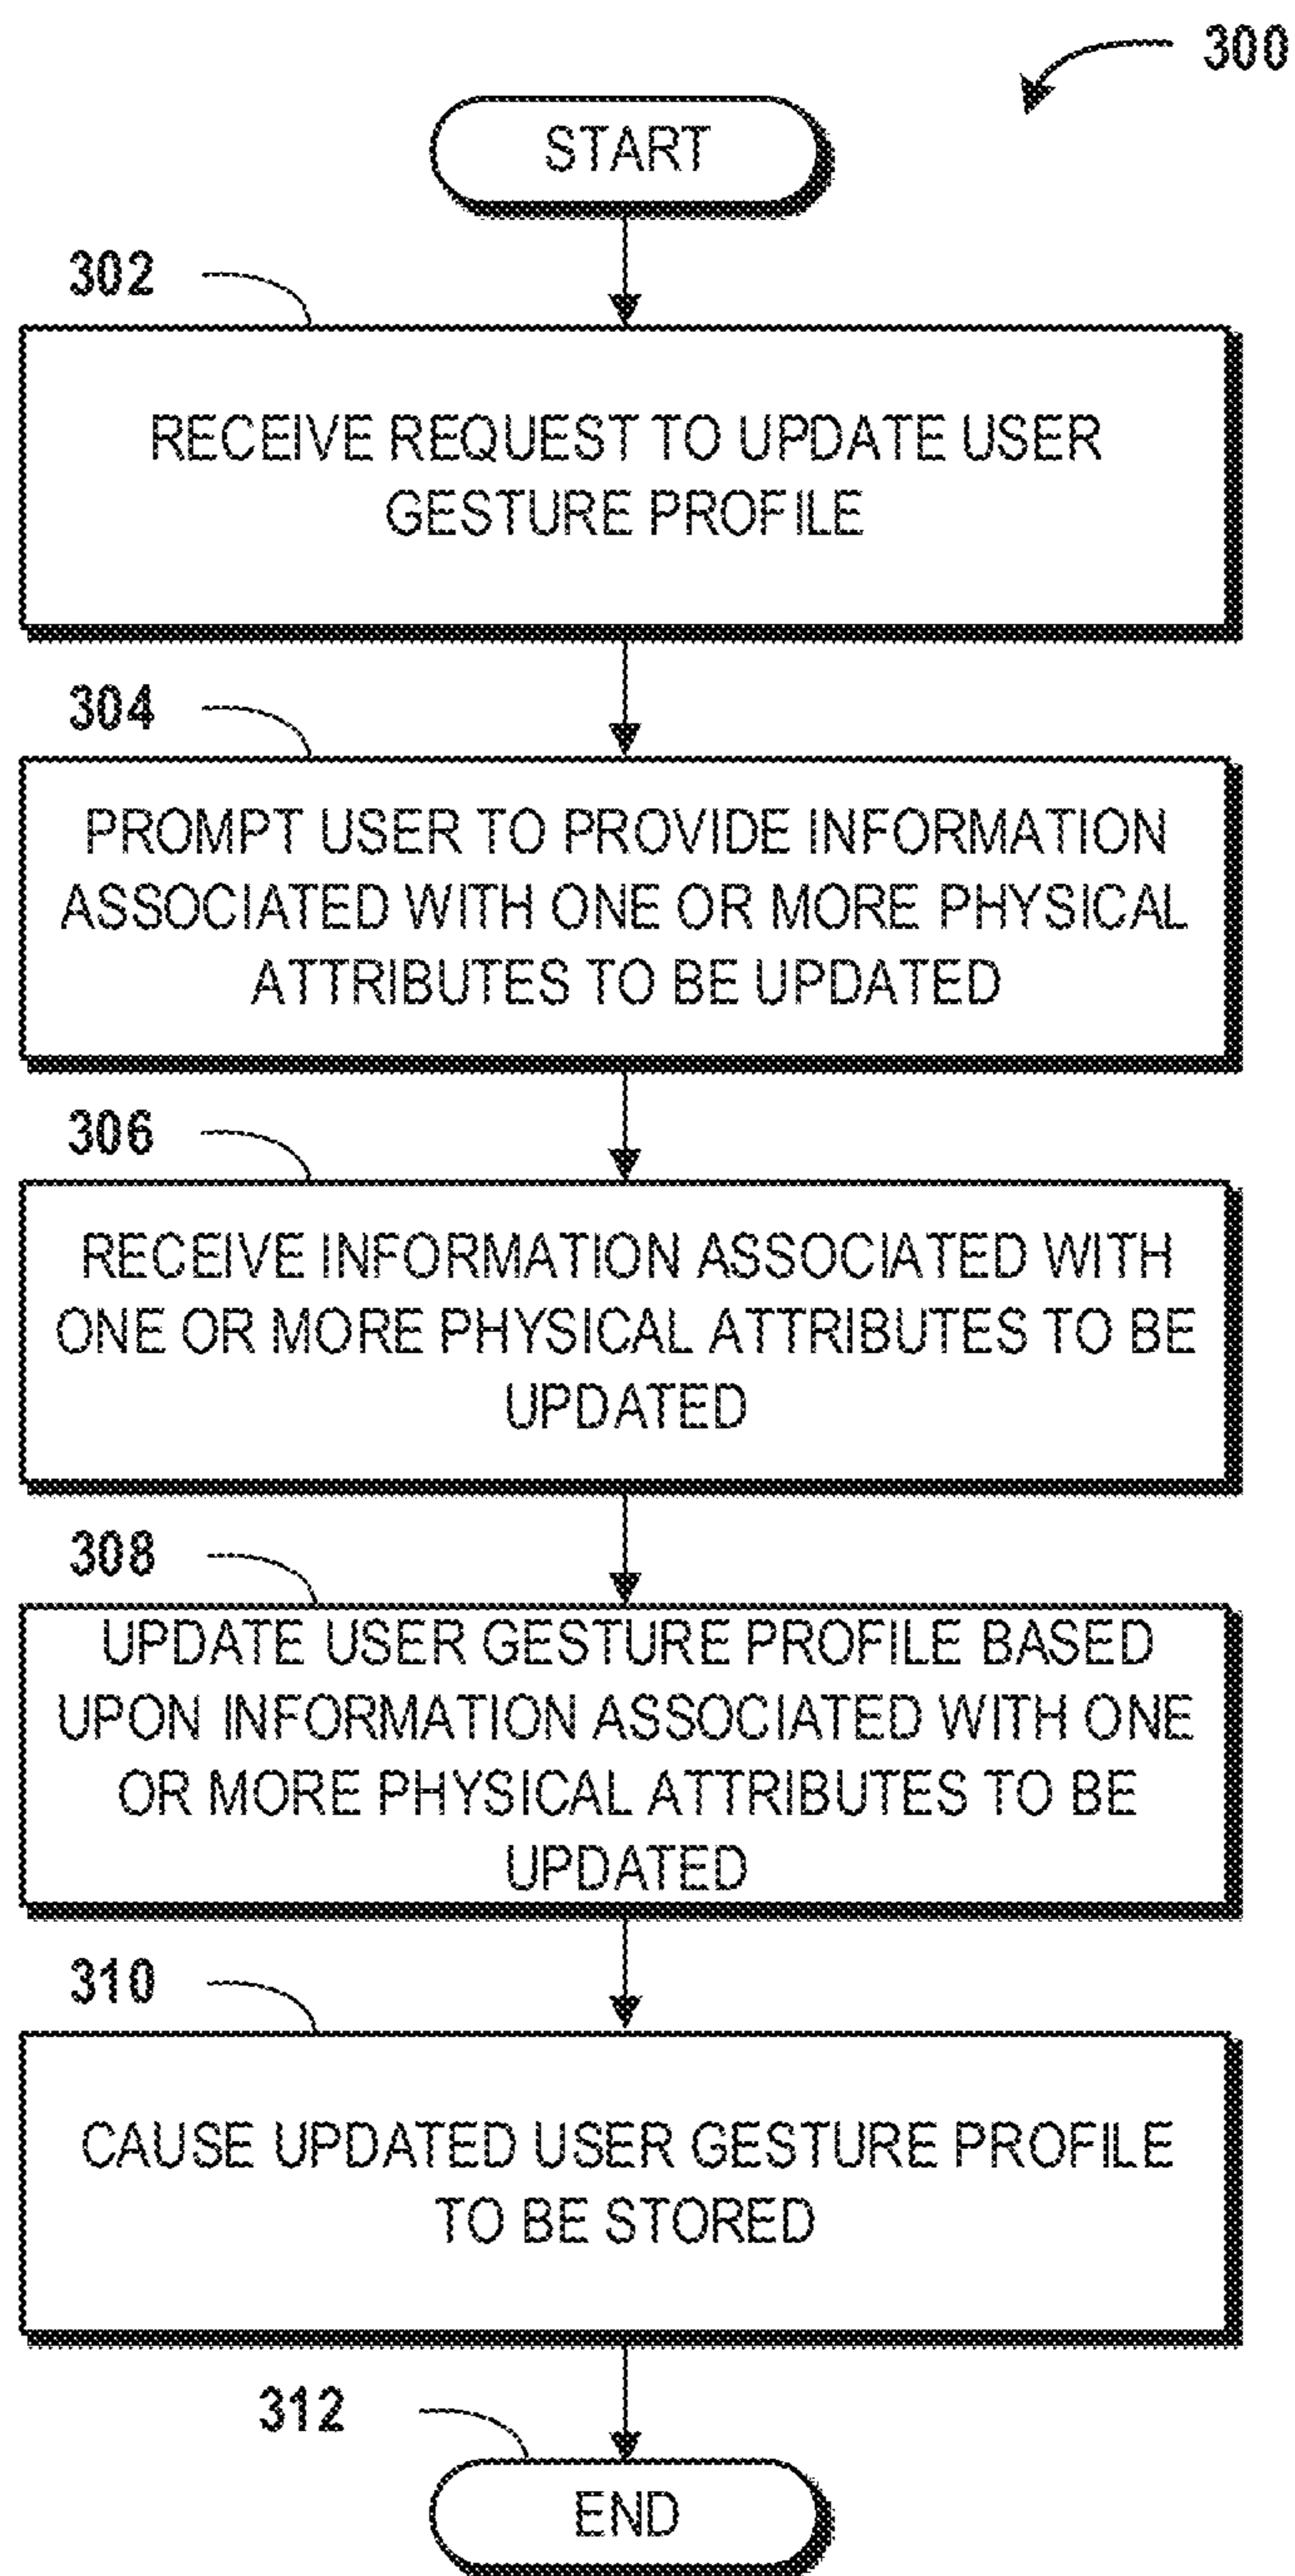 300
START
302
RECEIVE REQUEST TO UPDATE USER
GESTURE PROFILE
304
PROMPT USER TO PROVIDE INFORMATION
ASSOCIATED WITH ONE OR MORE PHYSICAL
ATTRIBUTES TO BE UPDATED
306
RECEIVE INFORMATION ASSOCIATED WITH
ONE OR MORE PHYSICAL ATTRIBUTES TO BE
UPDATED
308
UPDATE USER GESTURE PROFILE BASED
UPON INFORMATION ASSOCIATED WITH ONE
OR MORE PHYSICAL ATTRIBUTES TO BE
UPDATED
310
CAUSE UPDATED USER GESTURE PROFILE
TO BE STORED
312
END